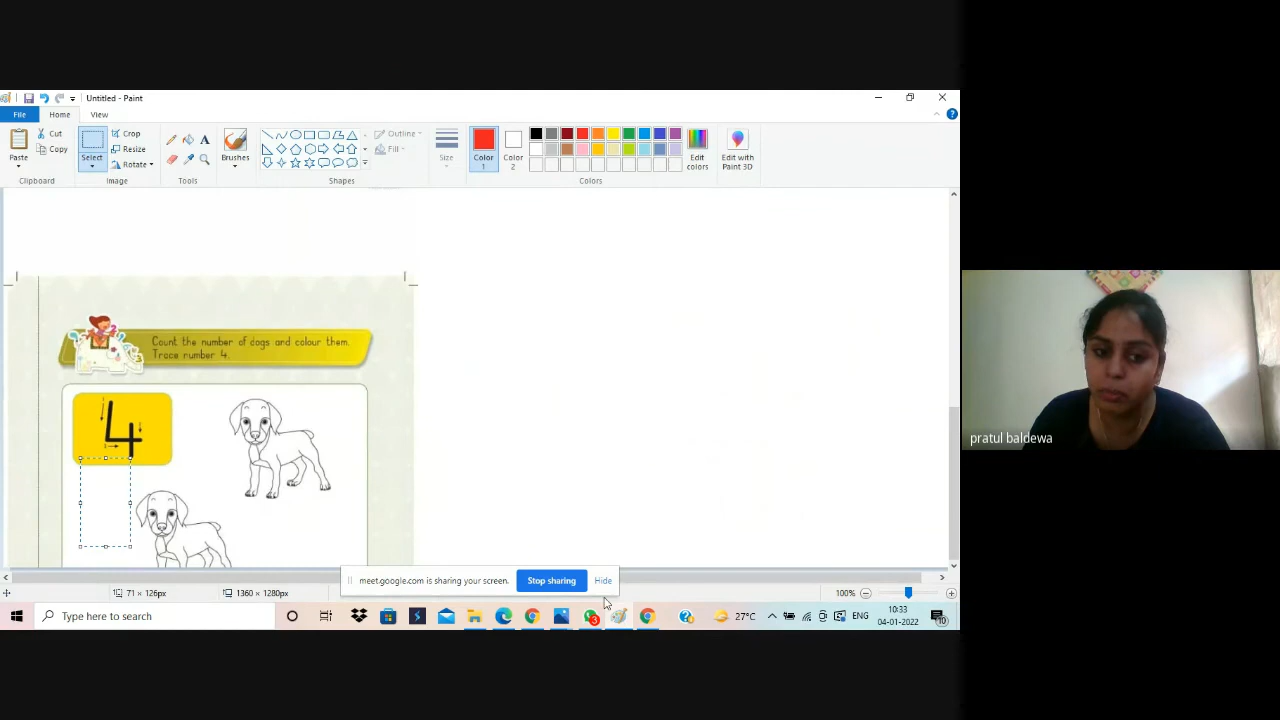 Untitled - Paint
File Home View
Paste Cut Copy Clipboard
Select Crop Resize Rotate Image
A Tools
Brushes
Outline Fill Shapes
Size
Color 1 Color 2 Edit colors Edit with Paint 3D Colors
Count the number of dogs and colour them.
Trace number 4.
4
meet.google.com is sharing your screen. Stop sharing Hide
71 × 126px 1360 × 1280px 100%
Type here to search
3
27°C ENG 10:33 04-01-2022 10
pratul baldewa